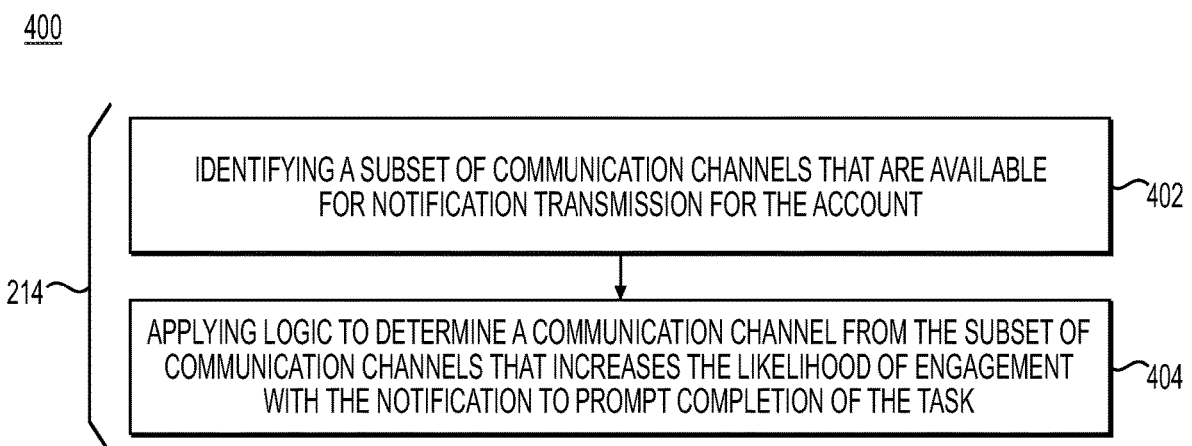 400
IDENTIFYING A SUBSET OF COMMUNICATION CHANNELS THAT ARE AVAILABLE
FOR NOTIFICATION TRANSMISSION FOR THE ACCOUNT
402
214
APPLYING LOGIC TO DETERMINE A COMMUNICATION CHANNEL FROM THE SUBSET OF
COMMUNICATION CHANNELS THAT INCREASES THE LIKELIHOOD OF ENGAGEMENT
WITH THE NOTIFICATION TO PROMPT COMPLETION OF THE TASK
404